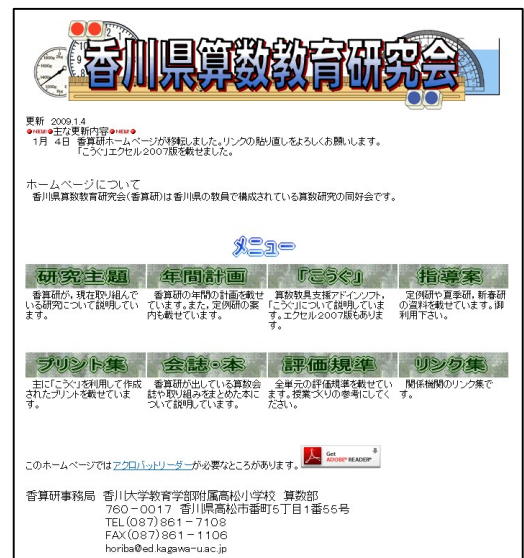 香川県算数教育研究会
更新 2009.1.4
●NEW●主な更新内容●NEW●
1月 4日 香算研ホームページが移転しました。リンクの貼り直しをよろしくお願いします。
「こうぐ」エクセル2007版を載せました。
ホームページについて
香川県算数教育研究会(香算研)は香川県の教員で構成されている算数研究の同好会です。
メニュー
研究主題
香算研が，現在取り組んで
いる研究について説明してい
ます。
年間計画
香算研の年間の計画を載せ
ています。また，定例研の案
内も載せています。
「こうぐ」
算数教具支援アドインソフト，
「こうぐ」について説明していま
す。エクセル2007版もありま
す。
指導案
定例研や夏季研，新春研
の資料を載せています。御
利用下さい。
プリント集
主に「こうぐ」を利用して作成
されたプリントを載せていま
す。
会誌・本
香算研が出している算数会
誌や取り組みをまとめた本に
ついて説明しています。
評価規準
全単元の評価規準を載せてい
ます。授業づくりの参考にしてく
ださい。
リンク集
関係機関のリンク集で
す。
このホームページではアクロバットリーダーが必要なところがあります。
Get
ADOBE® READER®
香算研事務局 香川大学教育学部附属高松小学校 算数部
760－0017 香川県高松市番町5丁目1番55号
TEL(087)861－7108
FAX(087)861－1106
horiba@ed.kagawa-u.ac.jp